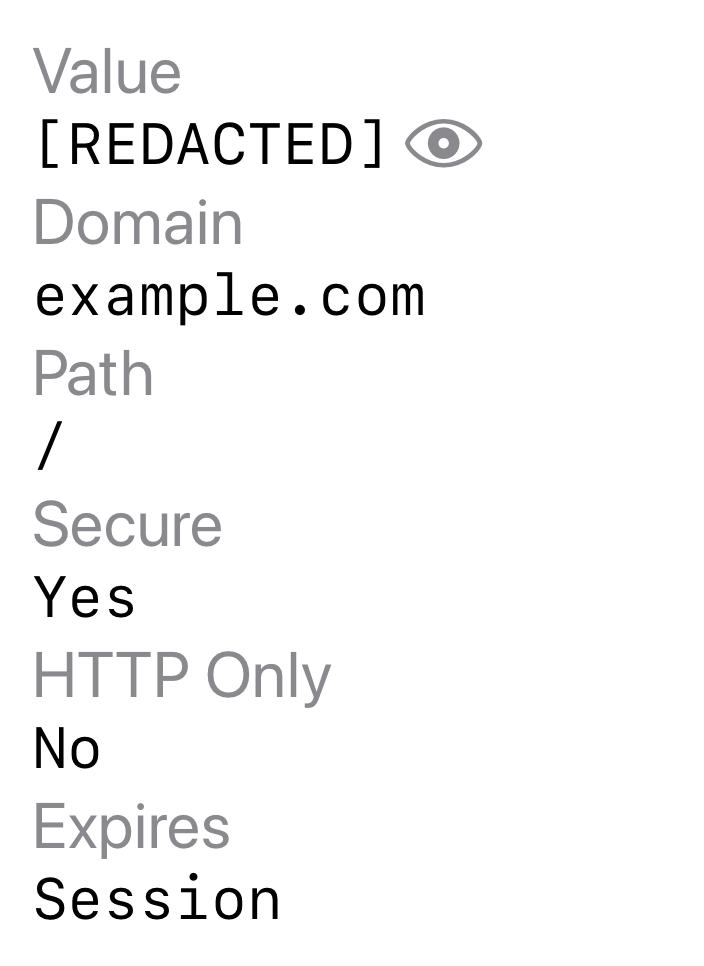 Value
[REDACTED]
Domain
example.com
Path
/
Secure
Yes
HTTP Only
No
Expires
Session